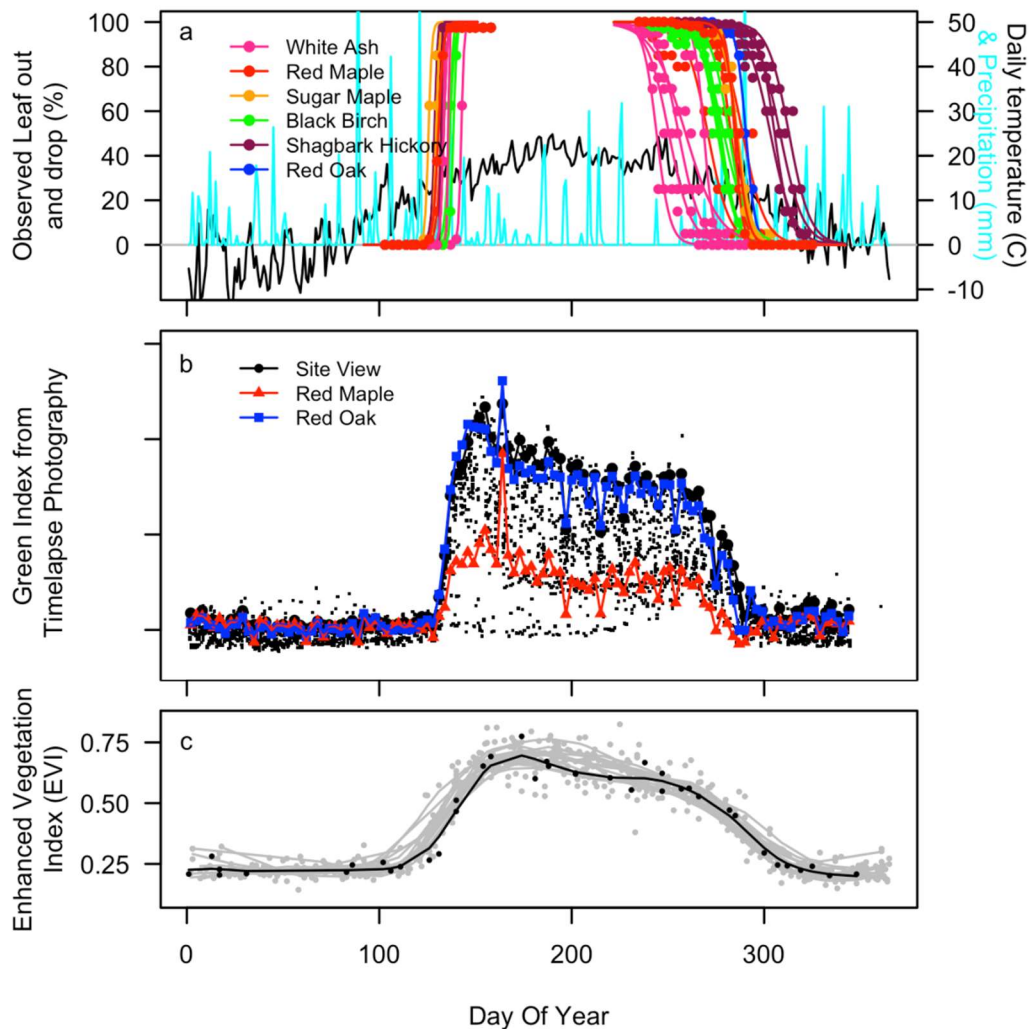 a
100
80
60
40
20
0
Observed Leaf out
and drop (%)
White Ash
Red Maple
Sugar Maple
Black Birch
Shagbark Hickory
Red Oak
50
40
30
20
10
0
-10
Daily temperature (C)
& Precipitation (mm)
b
Green Index from
Timelapse Photography
Site View
Red Maple
Red Oak
c
0.75
0.50
0.25
Enhanced Vegetation
Index (EVI)
0
100
200
300
Day Of Year